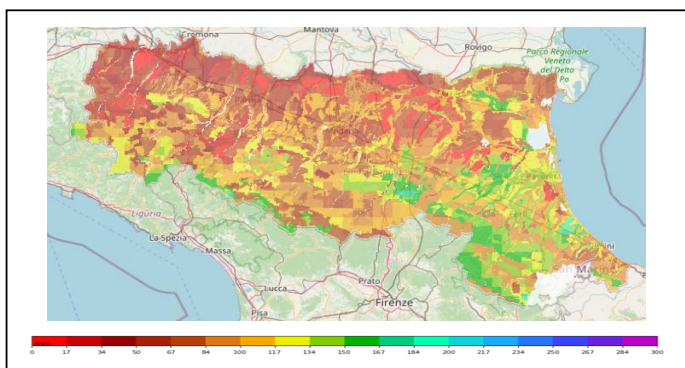 Cremona
Mantova
Rovigo
Parco Regionale
Veneto
del Delta
Po
Liguria
La Spezia
Massa
San Marino
Lucca
Prato
Pisa
Firenze
0 17 34 50 67 84 100 117 134 150 167 184 200 217 234 250 267 284 300